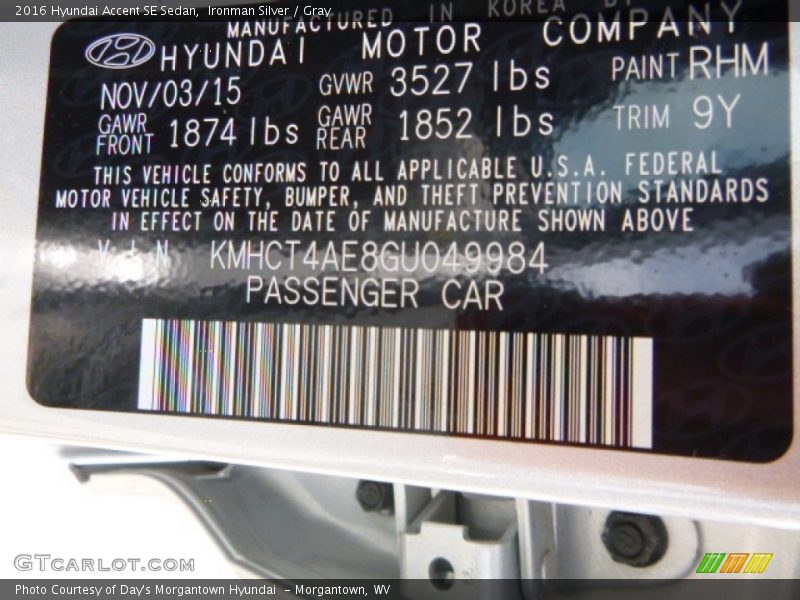 2016 Hyundai Accent SE Sedan,  Ironman Silver / Gray
MANUFACTURED IN KOREA BY
HYUNDAI MOTOR COMPANY
NOV/03/15 GVWR 3527 lbs PAINT RHM
GAWR FRONT 1874 lbs GAWR REAR 1852 lbs TRIM 9Y
THIS VEHICLE CONFORMS TO ALL APPLICABLE U.S.A. FEDERAL
MOTOR VEHICLE SAFETY, BUMPER, AND THEFT PREVENTION STANDARDS
IN EFFECT ON THE DATE OF MANUFACTURE SHOWN ABOVE
V I N KMHCT4AE8GU049984
PASSENGER CAR
GTCARLOT.COM
Photo Courtesy of Day's Morgantown Hyundai  - Morgantown, WV